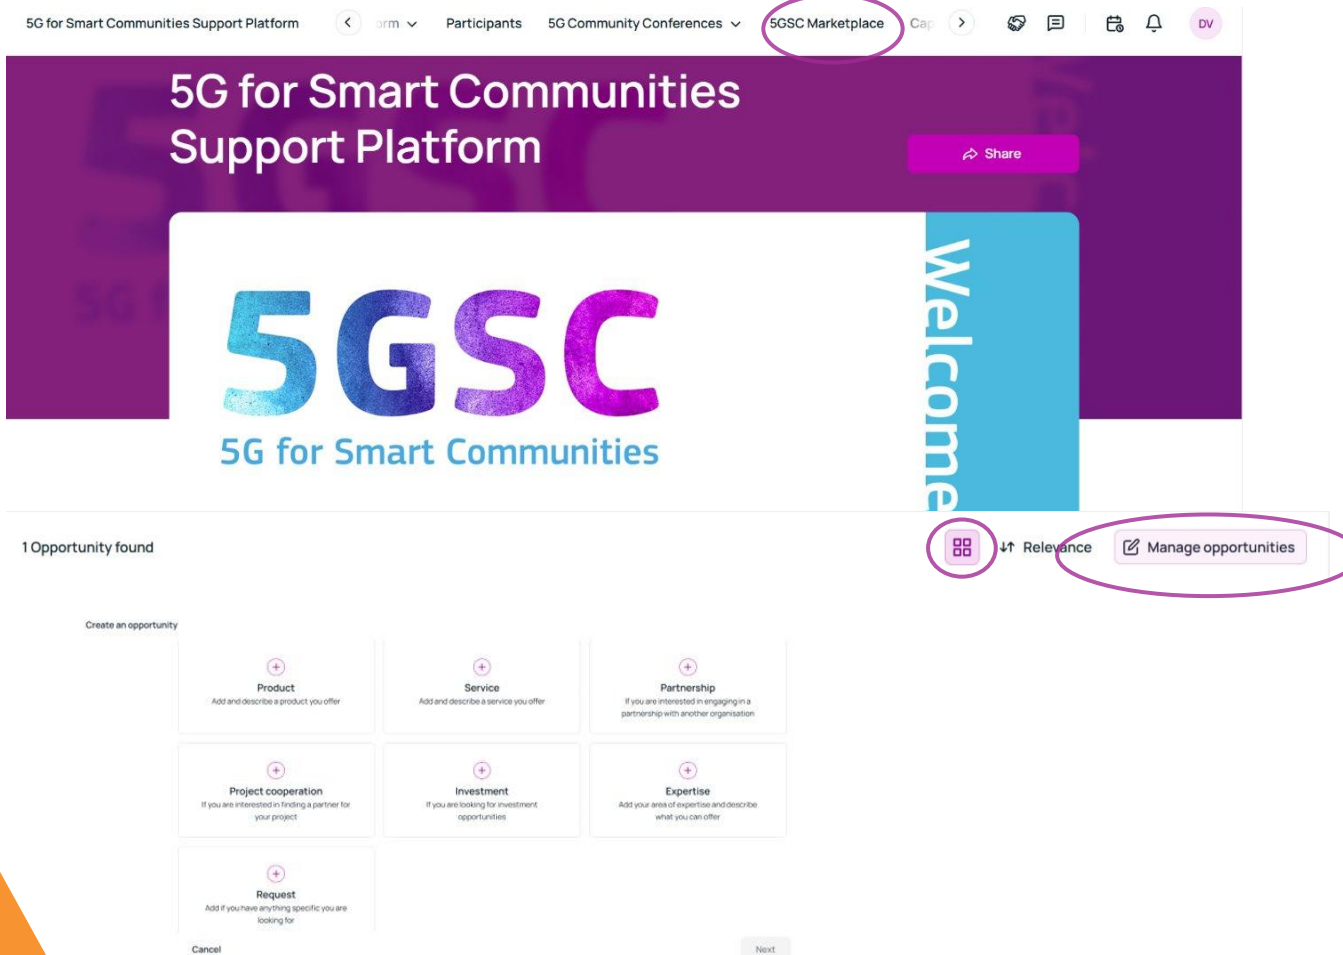 5G for Smart Communities Support Platform
orm
Participants
5G Community Conferences
5GSC Marketplace
Cap
DV
5G for Smart Communities
Support Platform
Share
5GSC
5G for Smart Communities
Welcome
1 Opportunity found
Relevance
Manage opportunities
Create an opportunity
Product
Add and describe a product you offer
Service
Add and describe a service you offer
Partnership
If you are interested in engaging in a
partnership with another organisation
Project cooperation
If you are interested in finding a partner for
your project
Investment
If you are looking for investment
opportunities
Expertise
Add your area of expertise and describe
what you can offer
Request
Add if you have anything specific you are
looking for
Cancel
Next